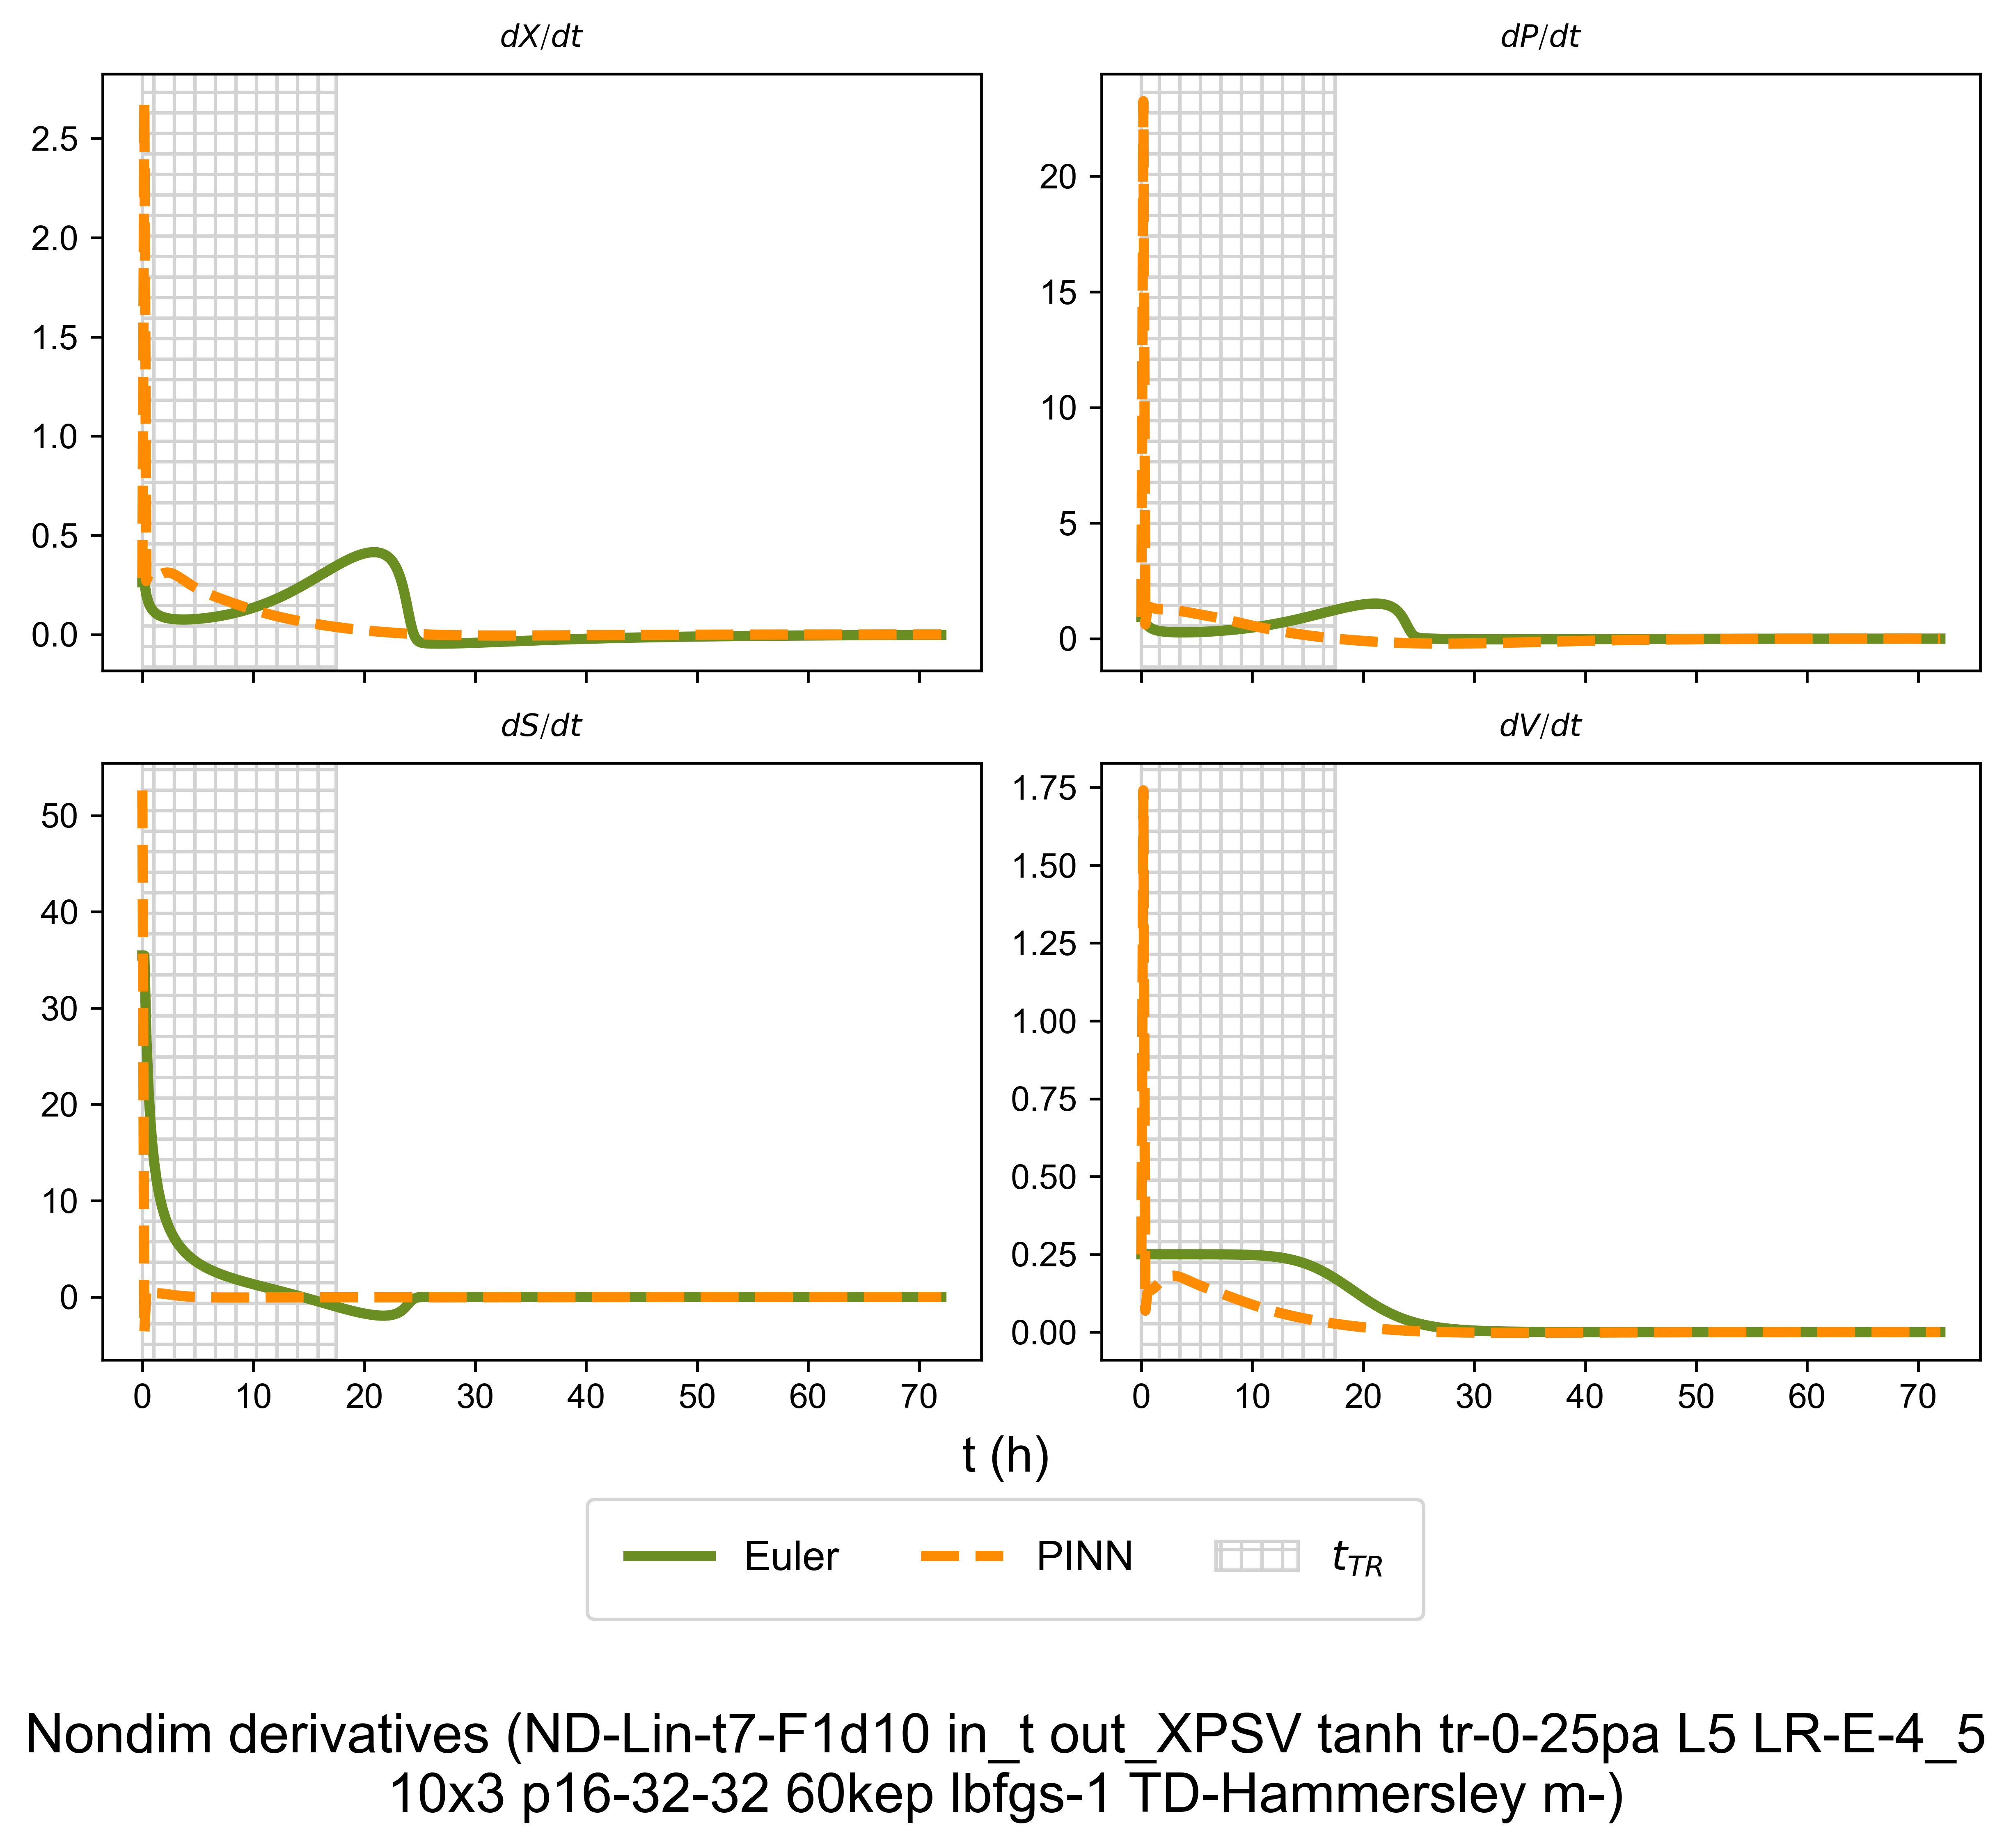 dX/dt
dP/dt
2.5
2.0
1.5
1.0
0.5
0.0
20
15
10
5
0
dS/dt
dV/dt
50
40
30
20
10
0
1.75
1.50
1.25
1.00
0.75
0.50
0.25
0.00
0 10 20 30 40 50 60 70
0 10 20 30 40 50 60 70
t (h)
Euler PINN t_TR
Nondim derivatives (ND-Lin-t7-F1d10 in_t out_XPSV tanh tr-0-25pa L5 LR-E-4_5
10x3 p16-32-32 60kep lbfgs-1 TD-Hammersley m-)